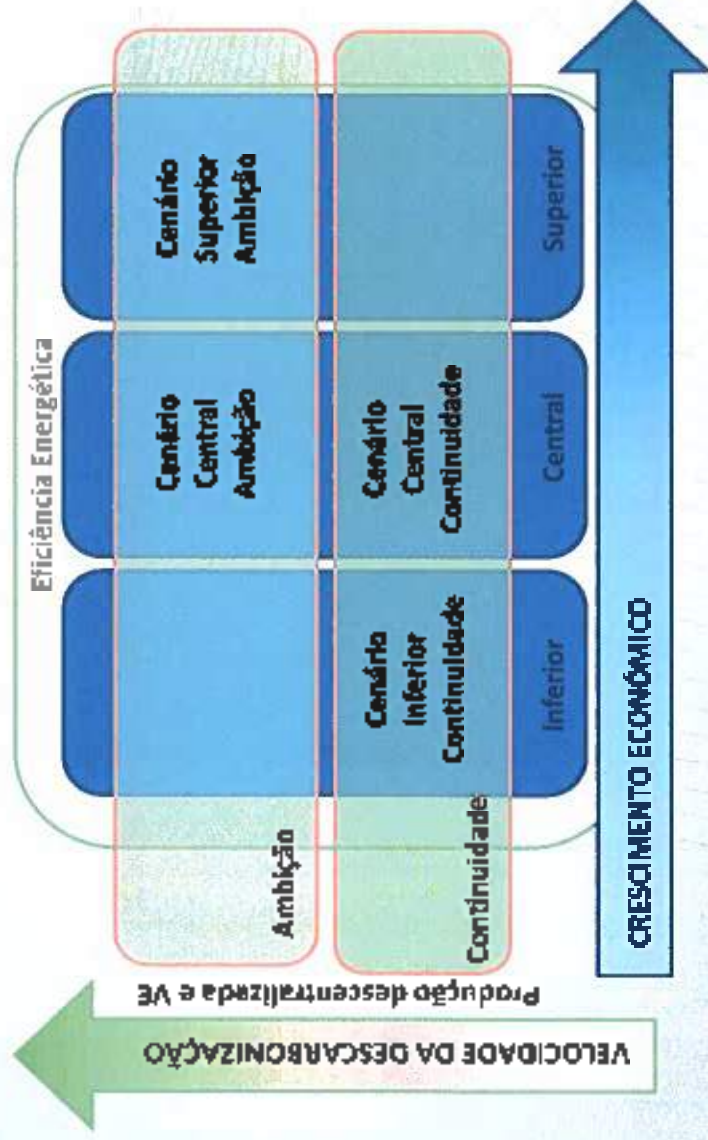 Eficiência Energética
Cenário
Central
Ambição
Cenário
Superior
Ambição
Ambição
Cenário
Inferior
Continuidade
Cenário
Central
Continuidade
Continuidade
Inferior
Central
Superior
Produção descentralizada e VE
VELOCIDADE DA DESCARBONIZAÇÃO
CRESCIMENTO ECONÓMICO